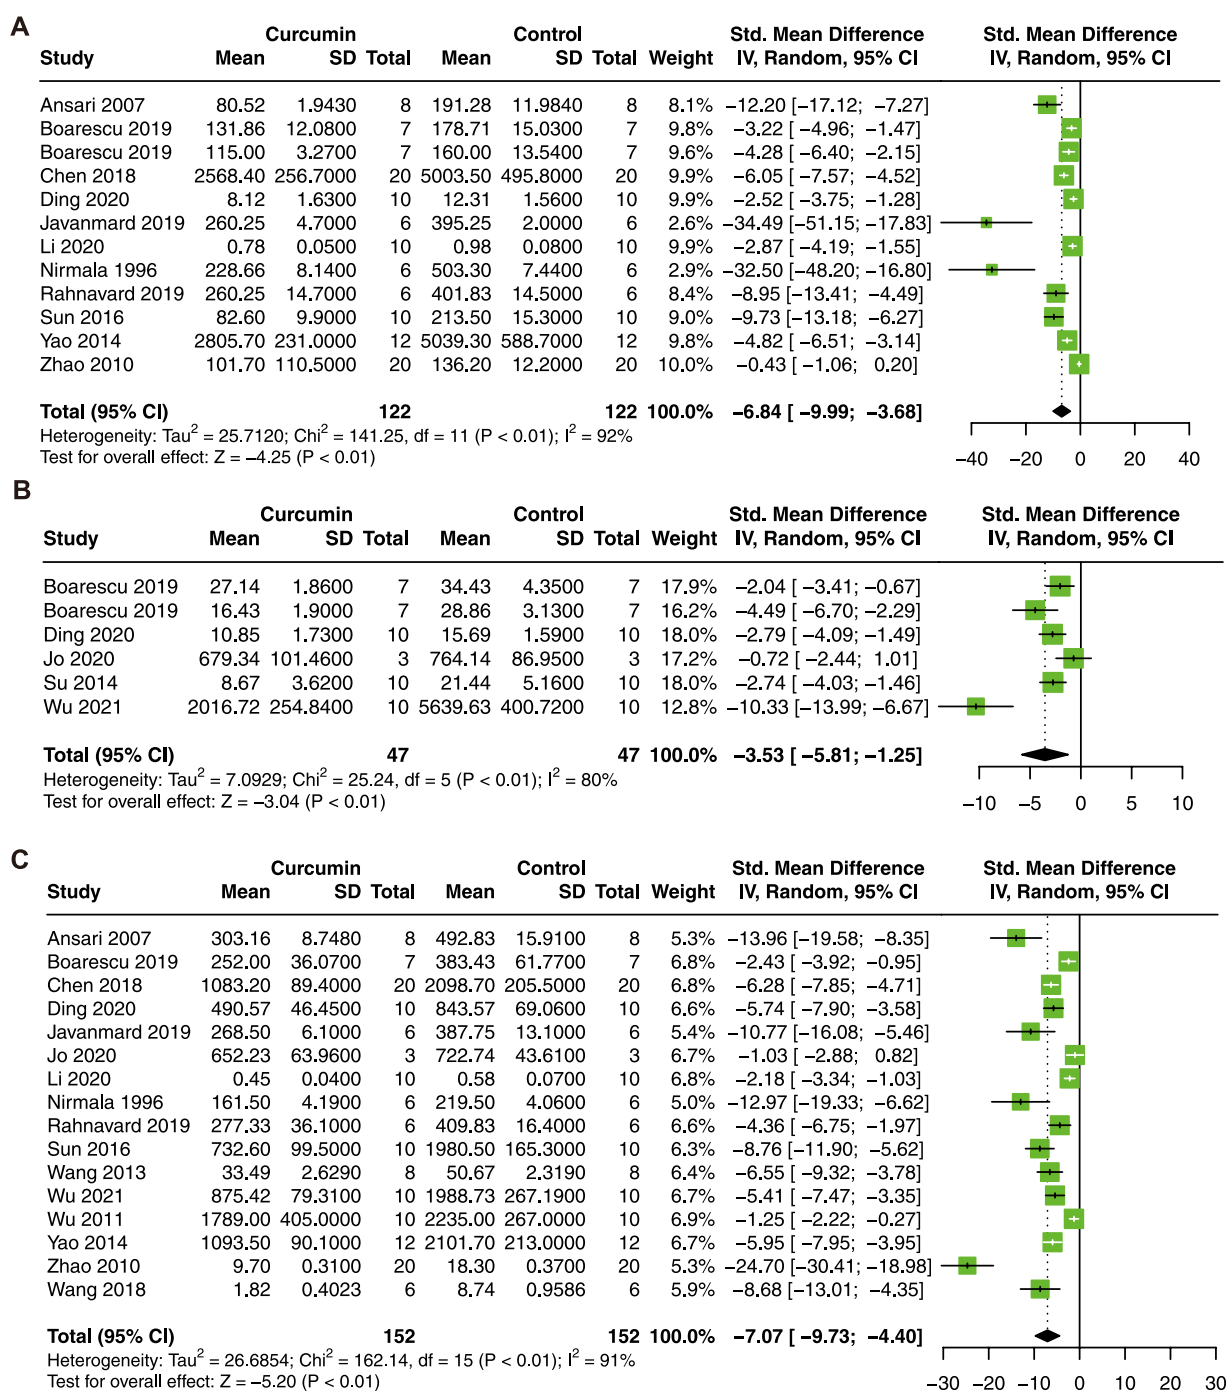 A
Curcumin Control Std. Mean Difference Std. Mean Difference
Study Mean SD Total Mean SD Total Weight IV, Random, 95% CI IV, Random, 95% CI
Ansari 2007 80.52 1.9430 8 191.28 11.9840 8 8.1% −12.20 [−17.12; −7.27]
Boarescu 2019 131.86 12.0800 7 178.71 15.0300 7 9.8% −3.22 [ −4.96; −1.47]
Boarescu 2019 115.00 3.2700 7 160.00 13.5400 7 9.6% −4.28 [ −6.40; −2.15]
Chen 2018 2568.40 256.7000 20 5003.50 495.8000 20 9.9% −6.05 [ −7.57; −4.52]
Ding 2020 8.12 1.6300 10 12.31 1.5600 10 9.9% −2.52 [ −3.75; −1.28]
Javanmard 2019 260.25 4.7000 6 395.25 2.0000 6 2.6% −34.49 [−51.15; −17.83]
Li 2020 0.78 0.0500 10 0.98 0.0800 10 9.9% −2.87 [ −4.19; −1.55]
Nirmala 1996 228.66 8.1400 6 503.30 7.4400 6 2.9% −32.50 [−48.20; −16.80]
Rahnavard 2019 260.25 14.7000 6 401.83 14.5000 6 8.4% −8.95 [−13.41; −4.49]
Sun 2016 82.60 9.9000 10 213.50 15.3000 10 9.0% −9.73 [−13.18; −6.27]
Yao 2014 2805.70 231.0000 12 5039.30 588.7000 12 9.8% −4.82 [ −6.51; −3.14]
Zhao 2010 101.70 110.5000 20 136.20 12.2000 20 10.0% −0.43 [ −1.06; 0.20]
Total (95% CI) 122 122 100.0% −6.84 [ −9.99; −3.68]
Heterogeneity: Tau² = 25.7120; Chi² = 141.25, df = 11 (P < 0.01); I² = 92%
Test for overall effect: Z = −4.25 (P < 0.01)
−40 −20 0 20 40
B
Curcumin Control Std. Mean Difference Std. Mean Difference
Study Mean SD Total Mean SD Total Weight IV, Random, 95% CI IV, Random, 95% CI
Boarescu 2019 27.14 1.8600 7 34.43 4.3500 7 17.9% −2.04 [ −3.41; −0.67]
Boarescu 2019 16.43 1.9000 7 28.86 3.1300 7 16.2% −4.49 [ −6.70; −2.29]
Ding 2020 10.85 1.7300 10 15.69 1.5900 10 18.0% −2.79 [ −4.09; −1.49]
Jo 2020 679.34 101.4600 3 764.14 86.9500 3 17.2% −0.72 [ −2.44; 1.01]
Su 2014 8.67 3.6200 10 21.44 5.1600 10 18.0% −2.74 [ −4.03; −1.46]
Wu 2021 2016.72 254.8400 10 5639.63 400.7200 10 12.8% −10.33 [−13.99; −6.67]
Total (95% CI) 47 47 100.0% −3.53 [ −5.81; −1.25]
Heterogeneity: Tau² = 7.0929; Chi² = 25.24, df = 5 (P < 0.01); I² = 80%
Test for overall effect: Z = −3.04 (P < 0.01)
−10 −5 0 5 10
C
Curcumin Control Std. Mean Difference Std. Mean Difference
Study Mean SD Total Mean SD Total Weight IV, Random, 95% CI IV, Random, 95% CI
Ansari 2007 303.16 8.7480 8 492.83 15.9100 8 5.3% −13.96 [−19.58; −8.35]
Boarescu 2019 252.00 36.0700 7 383.43 61.7700 7 6.8% −2.43 [ −3.92; −0.95]
Chen 2018 1083.20 89.4000 20 2098.70 205.5000 20 6.8% −6.28 [ −7.85; −4.71]
Ding 2020 490.57 46.4500 10 843.57 69.0600 10 6.6% −5.74 [ −7.90; −3.58]
Javanmard 2019 268.50 6.1000 6 387.75 13.1000 6 5.4% −10.77 [−16.08; −5.46]
Jo 2020 652.23 63.9600 3 722.74 43.6100 3 6.7% −1.03 [ −2.88; 0.82]
Li 2020 0.45 0.0400 10 0.58 0.0700 10 6.8% −2.18 [ −3.34; −1.03]
Nirmala 1996 161.50 4.1900 6 219.50 4.0600 6 5.0% −12.97 [−19.33; −6.62]
Rahnavard 2019 277.33 36.1000 6 409.83 16.4000 6 6.6% −4.36 [ −6.75; −1.97]
Sun 2016 732.60 99.5000 10 1980.50 165.3000 10 6.3% −8.76 [−11.90; −5.62]
Wang 2013 33.49 2.6290 8 50.67 2.3190 8 6.4% −6.55 [ −9.32; −3.78]
Wu 2021 875.42 79.3100 10 1988.73 267.1900 10 6.7% −5.41 [ −7.47; −3.35]
Wu 2011 1789.00 405.0000 10 2235.00 267.0000 10 6.9% −1.25 [ −2.22; −0.27]
Yao 2014 1093.50 90.1000 12 2101.70 213.0000 12 6.7% −5.95 [ −7.95; −3.95]
Zhao 2010 9.70 0.3100 20 18.30 0.3700 20 5.3% −24.70 [−30.41; −18.98]
Wang 2018 1.82 0.4023 6 8.74 0.9586 6 5.9% −8.68 [−13.01; −4.35]
Total (95% CI) 152 152 100.0% −7.07 [ −9.73; −4.40]
Heterogeneity: Tau² = 26.6854; Chi² = 162.14, df = 15 (P < 0.01); I² = 91%
Test for overall effect: Z = −5.20 (P < 0.01)
−30 −20 −10 0 10 20 30